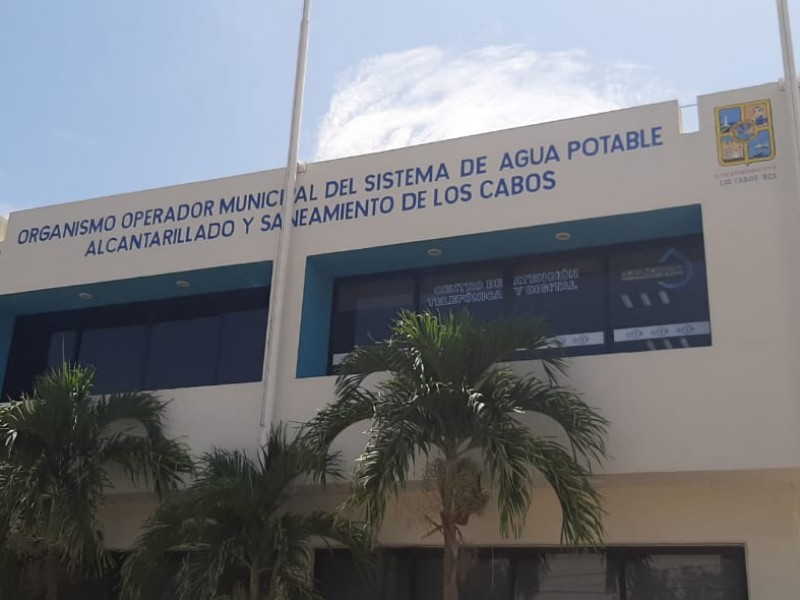 ORGANISMO OPERADOR MUNICIPAL DEL SISTEMA DE AGUA POTABLE
ALCANTARILLADO Y SANEAMIENTO DE LOS CABOS
LOS CABOS BCS
CENTRO DE ATENCIÓN
TELEFÓNICA Y DIGITAL